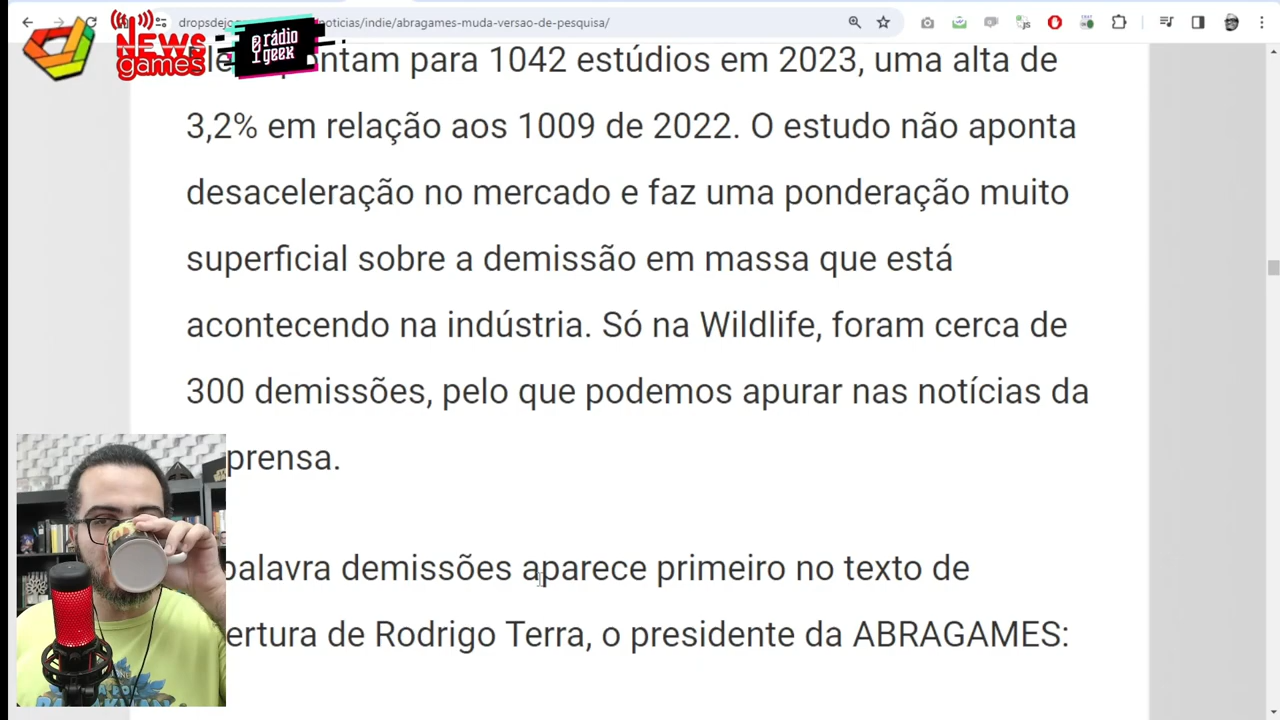 dropsdejo
noticias/indie/abragames-muda-versao-de-pesquisa/
NEWS
games
rádio
geek
ontam para 1042 estúdios em 2023, uma alta de
3,2% em relação aos 1009 de 2022. O estudo não aponta
desaceleração no mercado e faz uma ponderação muito
superficial sobre a demissão em massa que está
acontecendo na indústria. Só na Wildlife, foram cerca de
300 demissões, pelo que podemos apurar nas notícias da
prensa.
palavra demissões aparece primeiro no texto de
ertura de Rodrigo Terra, o presidente da ABRAGAMES: